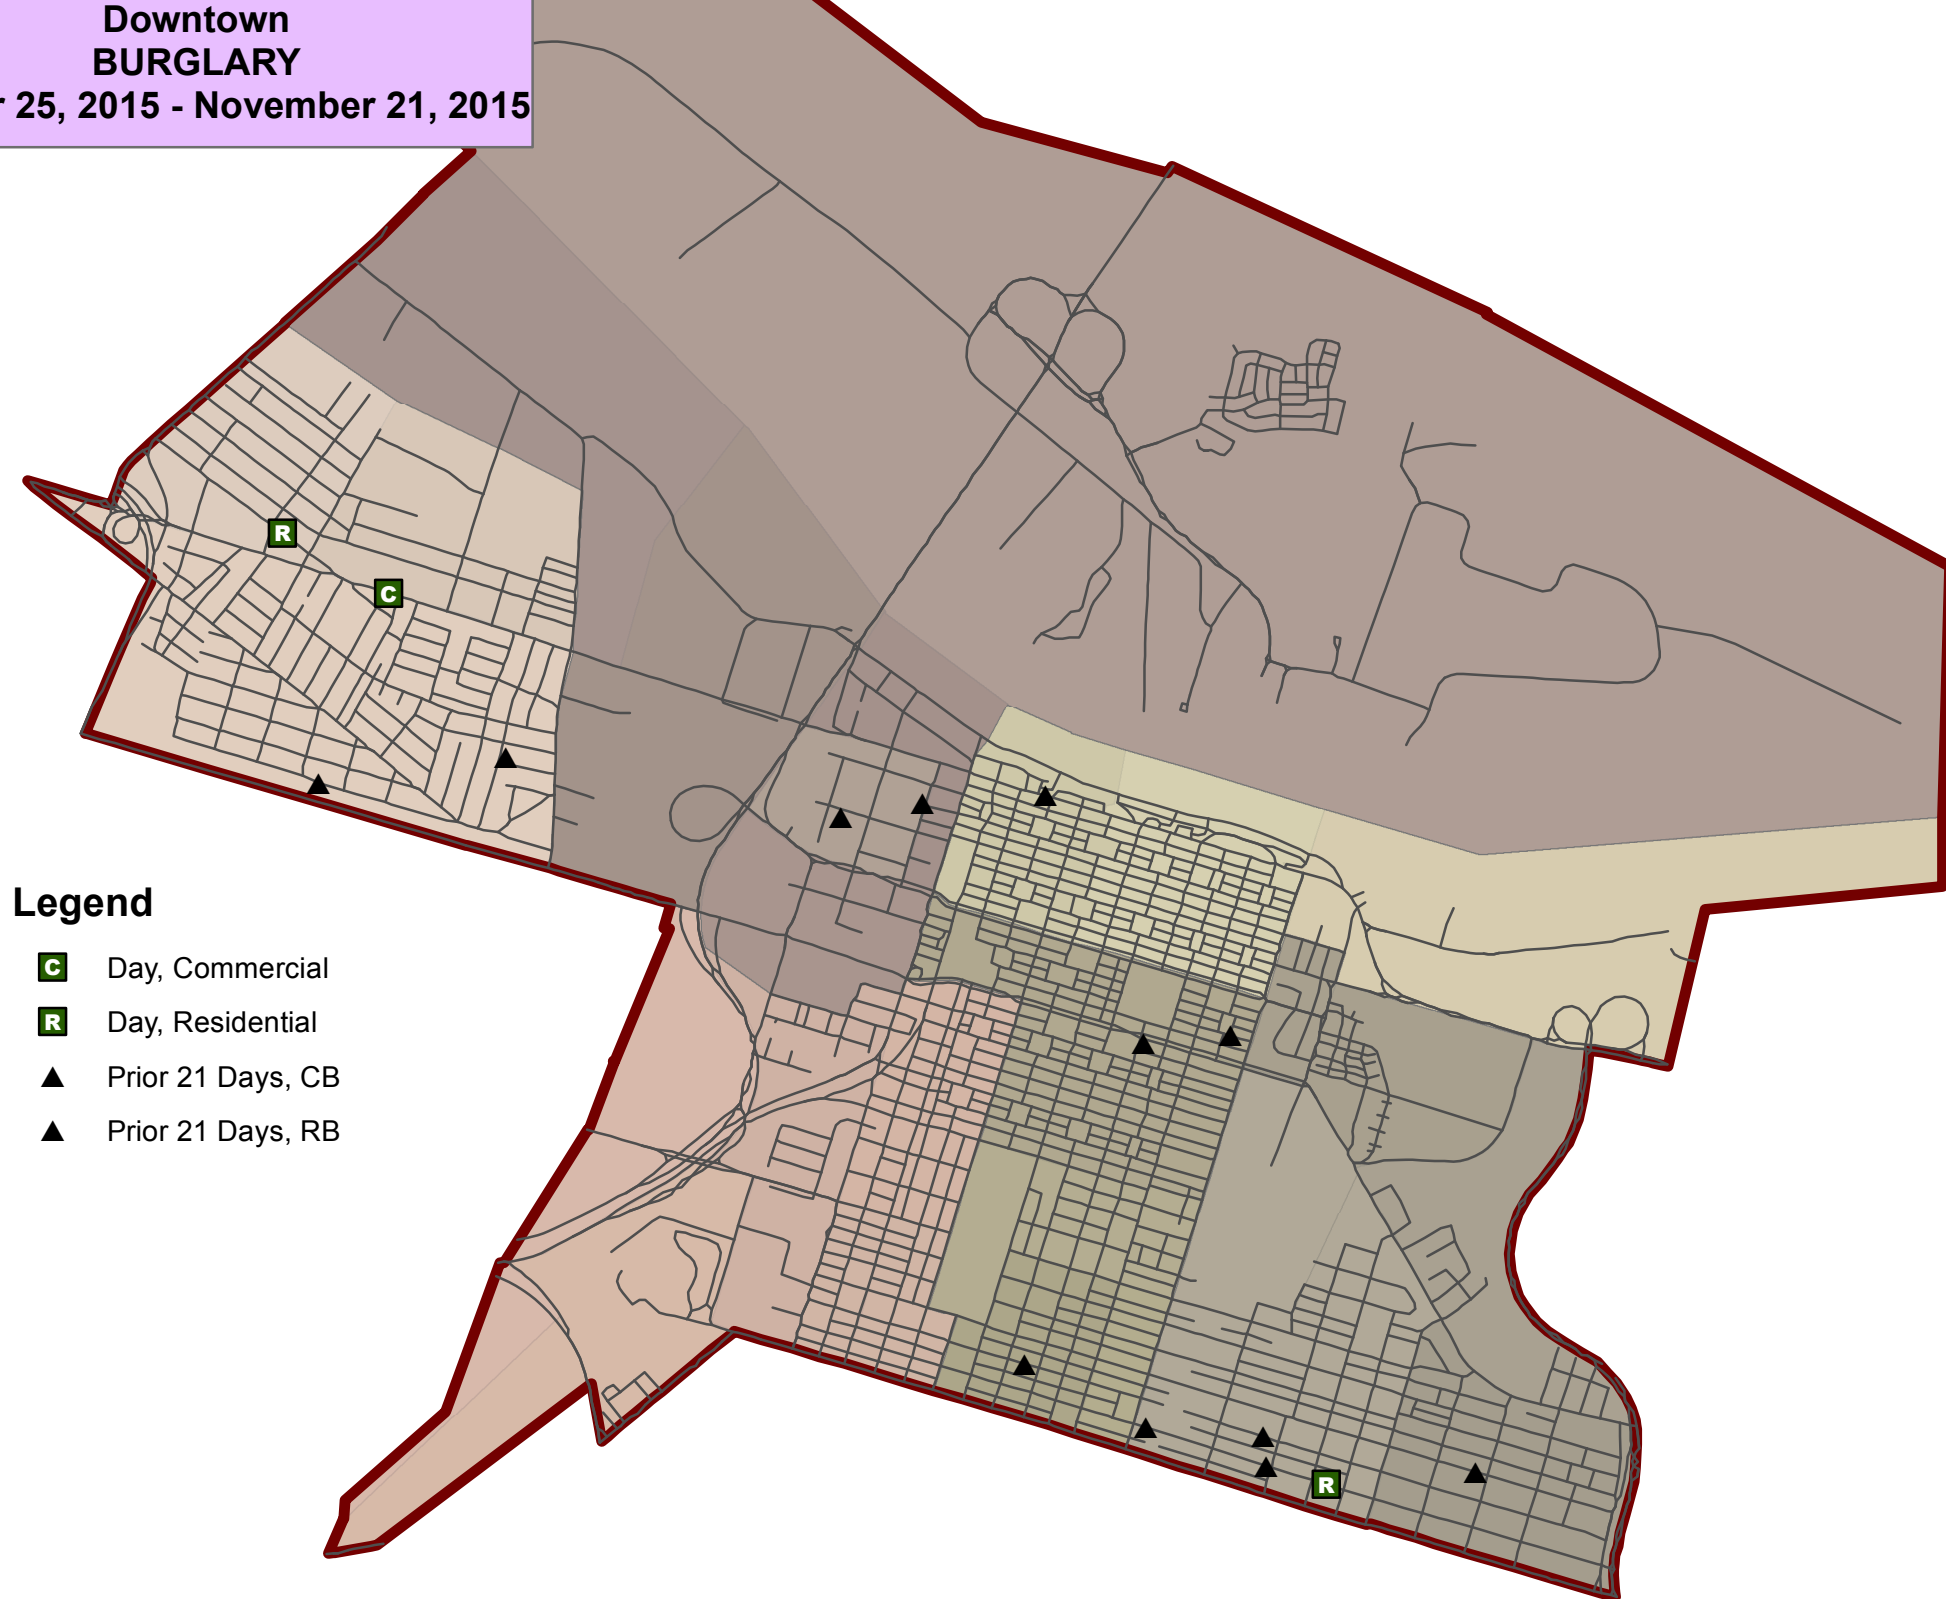 Downtown
BURGLARY
25, 2015 - November 21, 2015
R
C
Legend
C Day, Commercial
R Day, Residential
Prior 21 Days, CB
Prior 21 Days, RB
R